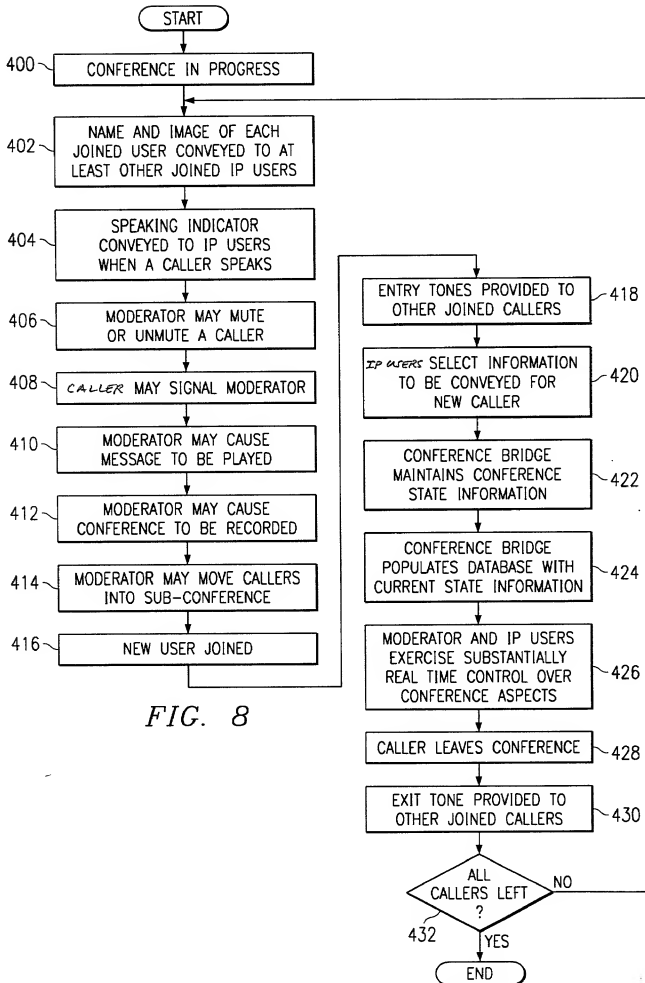 START
400
CONFERENCE IN PROGRESS
402
NAME AND IMAGE OF EACH
JOINED USER CONVEYED TO AT
LEAST OTHER JOINED IP USERS
404
SPEAKING INDICATOR
CONVEYED TO IP USERS
WHEN A CALLER SPEAKS
406
MODERATOR MAY MUTE
OR UNMUTE A CALLER
408
CALLER MAY SIGNAL MODERATOR
410
MODERATOR MAY CAUSE
MESSAGE TO BE PLAYED
412
MODERATOR MAY CAUSE
CONFERENCE TO BE RECORDED
414
MODERATOR MAY MOVE CALLERS
INTO SUB-CONFERENCE
416
NEW USER JOINED
FIG. 8
ENTRY TONES PROVIDED TO
OTHER JOINED CALLERS
418
IP USERS SELECT INFORMATION
TO BE CONVEYED FOR
NEW CALLER
420
CONFERENCE BRIDGE
MAINTAINS CONFERENCE
STATE INFORMATION
422
CONFERENCE BRIDGE
POPULATES DATABASE WITH
CURRENT STATE INFORMATION
424
MODERATOR AND IP USERS
EXERCISE SUBSTANTIALLY
REAL TIME CONTROL OVER
CONFERENCE ASPECTS
426
CALLER LEAVES CONFERENCE
428
EXIT TONE PROVIDED TO
OTHER JOINED CALLERS
430
ALL
CALLERS LEFT
?
NO
432
YES
END